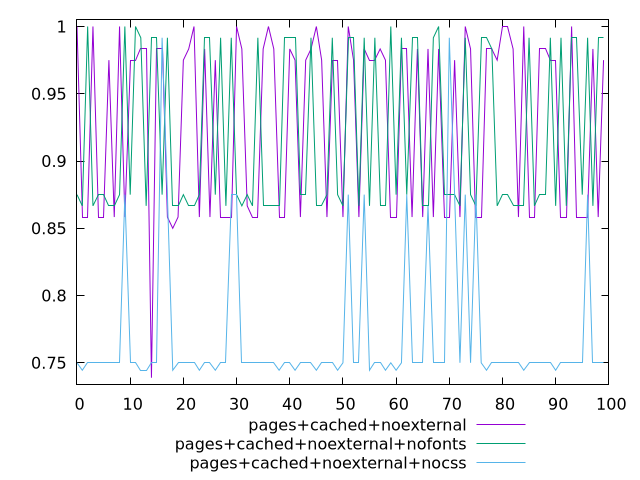 1
0.95
0.9
0.85
0.8
0.75
0 10 20 30 40 50 60 70 80 90 100
pages+cached+noexternal
pages+cached+noexternal+nofonts
pages+cached+noexternal+nocss